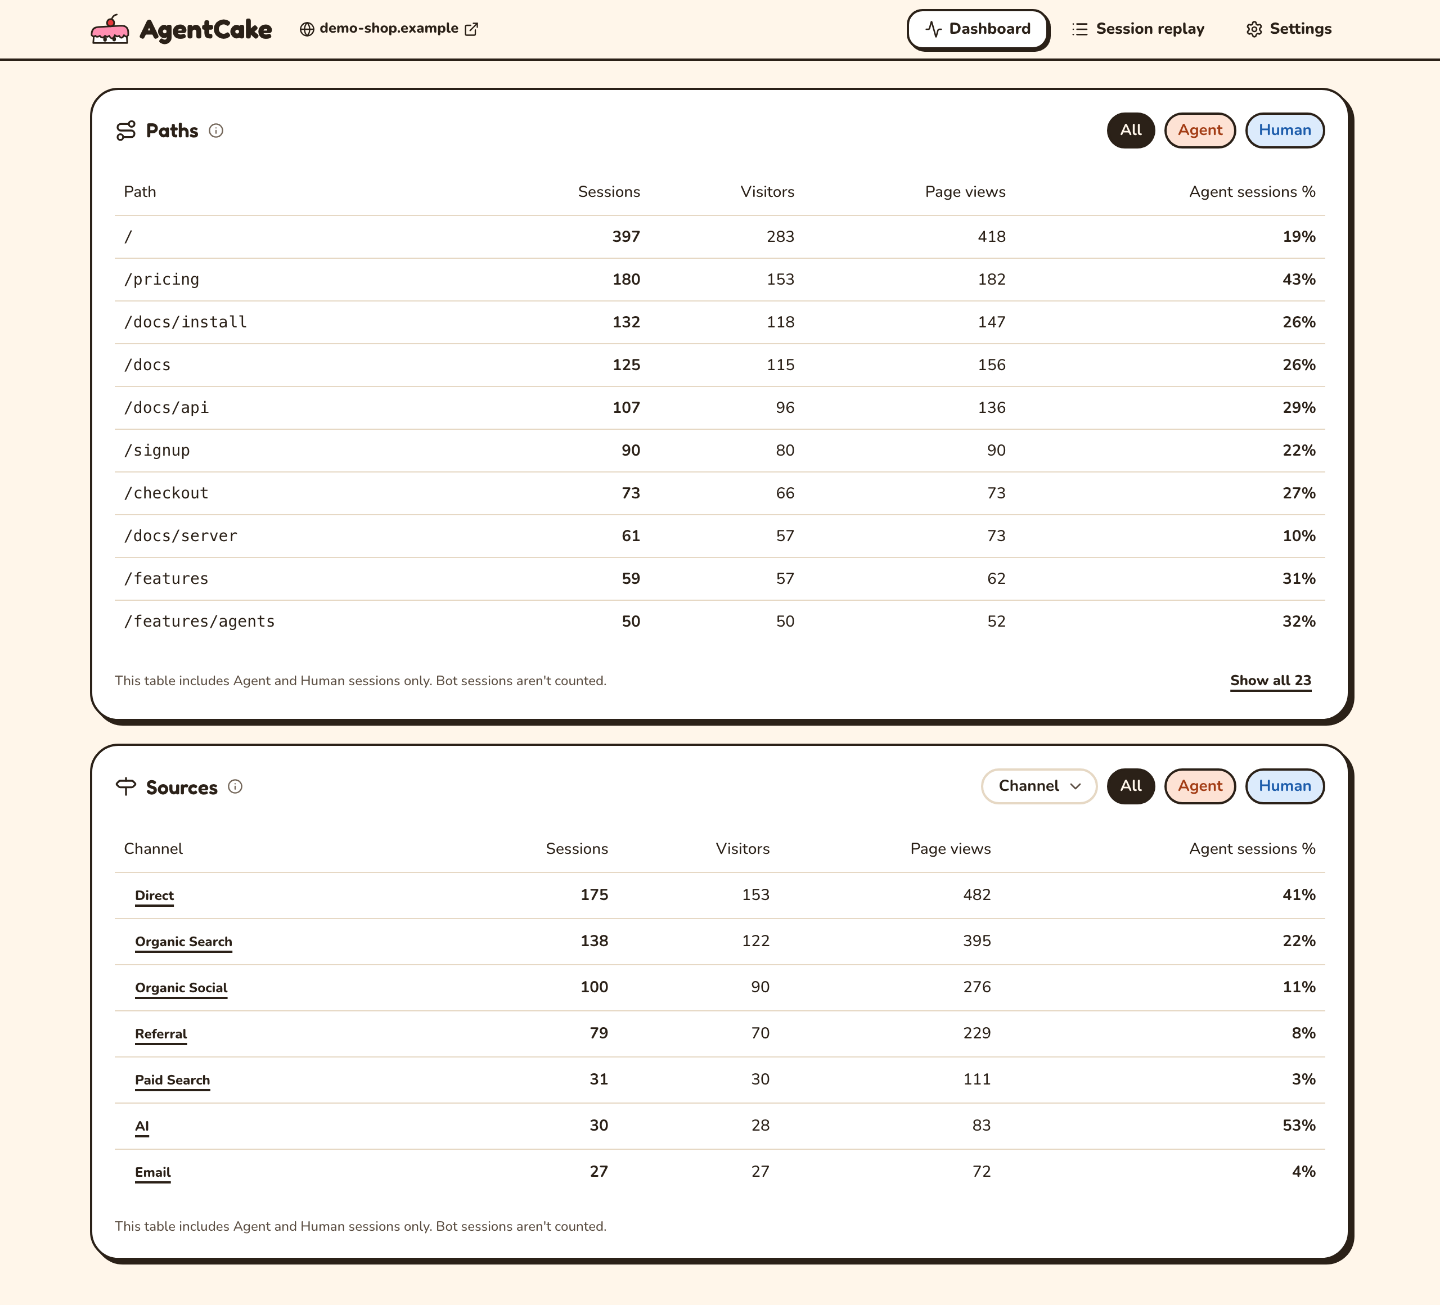 AgentCake demo-shop.example Dashboard Session replay Settings
Paths All Agent Human
Path Sessions Visitors Page views Agent sessions %
/ 397 283 418 19%
/pricing 180 153 182 43%
/docs/install 132 118 147 26%
/docs 125 115 156 26%
/docs/api 107 96 136 29%
/signup 90 80 90 22%
/checkout 73 66 73 27%
/docs/server 61 57 73 10%
/features 59 57 62 31%
/features/agents 50 50 52 32%
This table includes Agent and Human sessions only. Bot sessions aren't counted. Show all 23
Sources Channel All Agent Human
Channel Sessions Visitors Page views Agent sessions %
Direct 175 153 482 41%
Organic Search 138 122 395 22%
Organic Social 100 90 276 11%
Referral 79 70 229 8%
Paid Search 31 30 111 3%
AI 30 28 83 53%
Email 27 27 72 4%
This table includes Agent and Human sessions only. Bot sessions aren't counted.